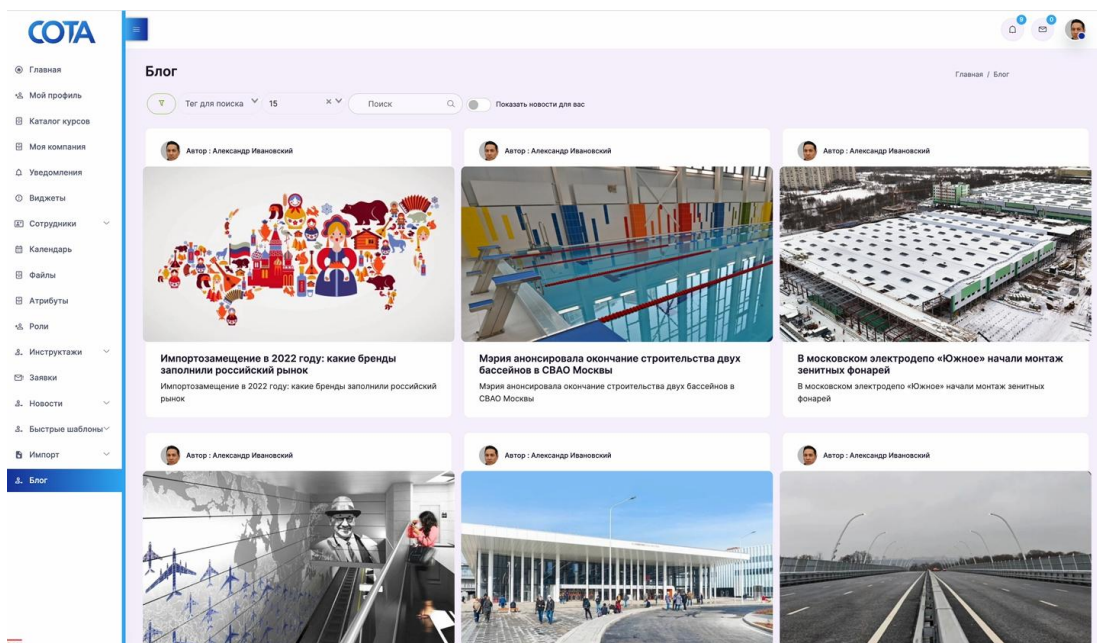 СОТА
9
0
Главная
Мой профиль
Каталог курсов
Моя компания
Уведомления
Виджеты
Сотрудники
Календарь
Файлы
Атрибуты
Роли
Инструктажи
Заявки
Новости
Быстрые шаблоны
Импорт
Блог
Блог
Главная / Блог
Тег для поиска
15
Поиск
Показать новости для вас
Автор : Александр Ивановский
Импортозамещение в 2022 году: какие бренды
заполнили российский рынок
Импортозамещение в 2022 году: какие бренды заполнили российский
рынок
Автор : Александр Ивановский
Мэрия анонсировала окончание строительства двух
бассейнов в СВАО Москвы
Мэрия анонсировала окончание строительства двух бассейнов в
СВАО Москвы
Автор : Александр Ивановский
В московском электродепо «Южное» начали монтаж
зенитных фонарей
В московском электродепо «Южное» начали монтаж зенитных
фонарей
Автор : Александр Ивановский
Автор : Александр Ивановский
Автор : Александр Ивановский